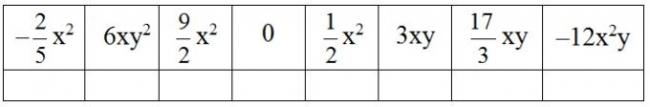 −2/5 x² 6xy² 9/2 x² 0 1/2 x² 3xy 17/3 xy –12x²y